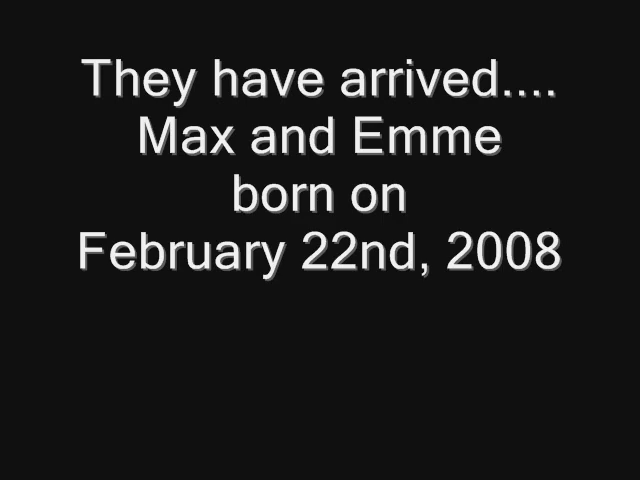 They have arrived....
Max and Emme
born on
February 22nd, 2008